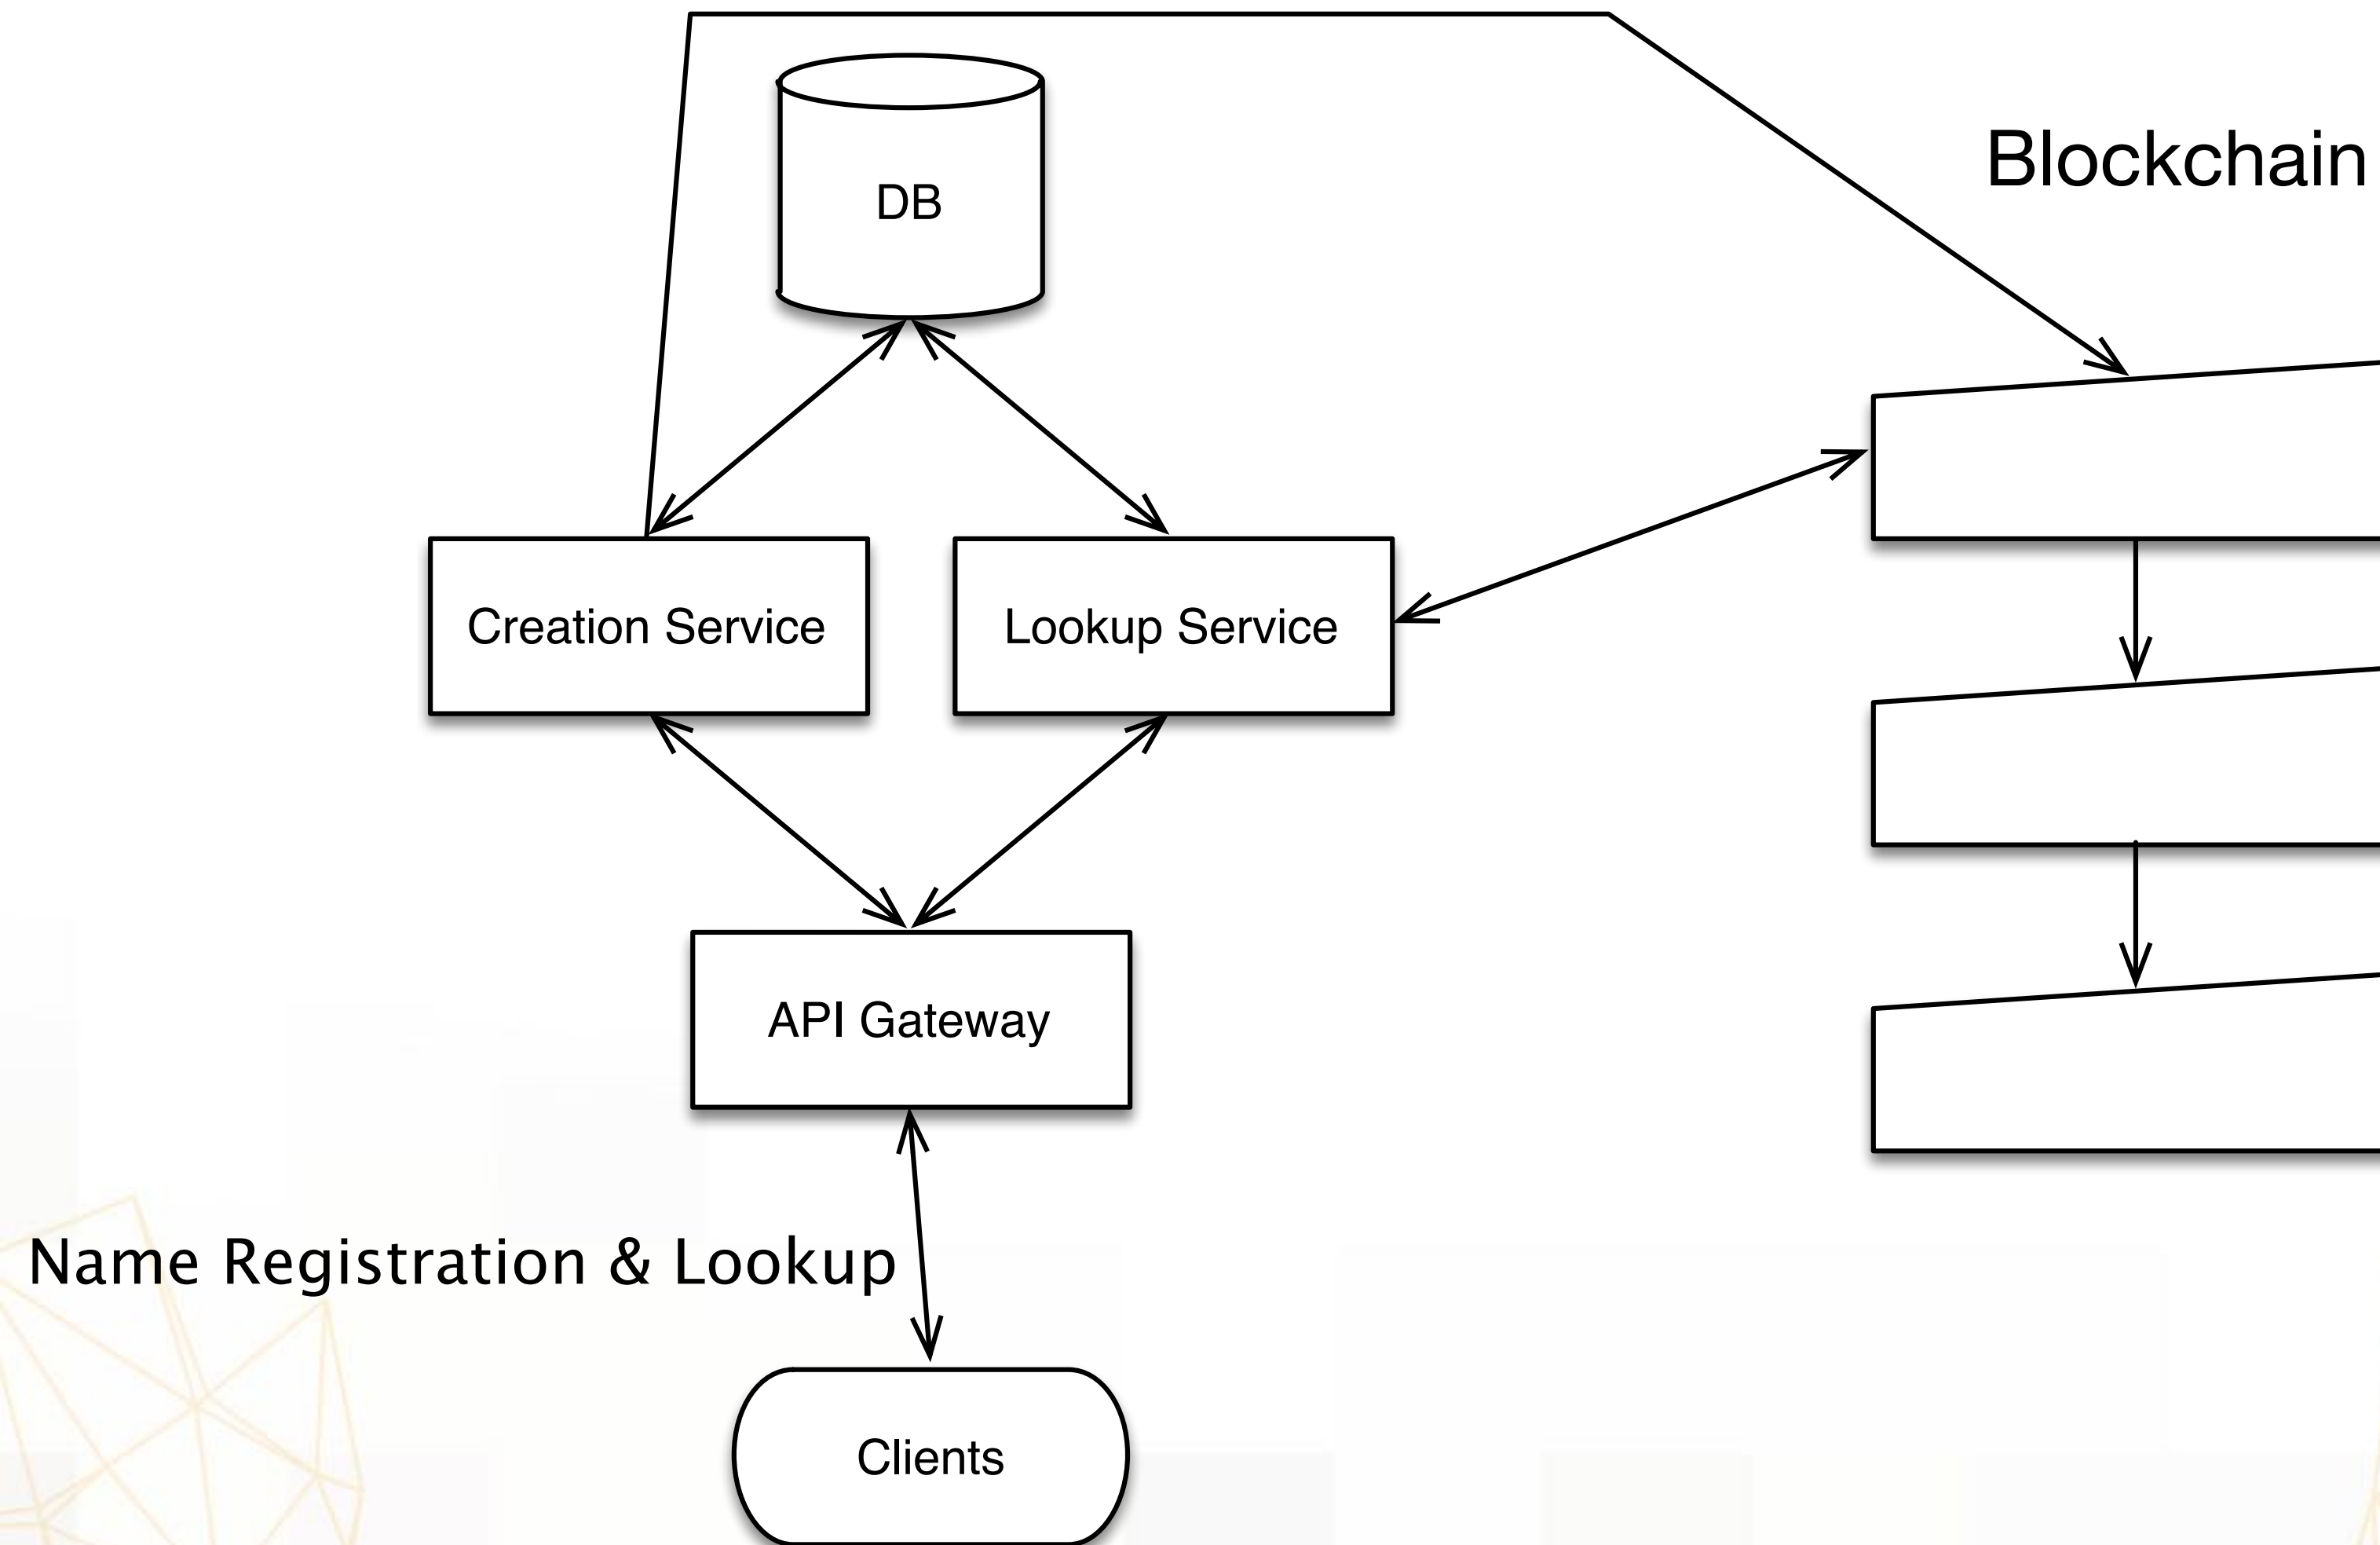 Blockchain
DB
Creation Service
Lookup Service
API Gateway
Name Registration & Lookup
Clients